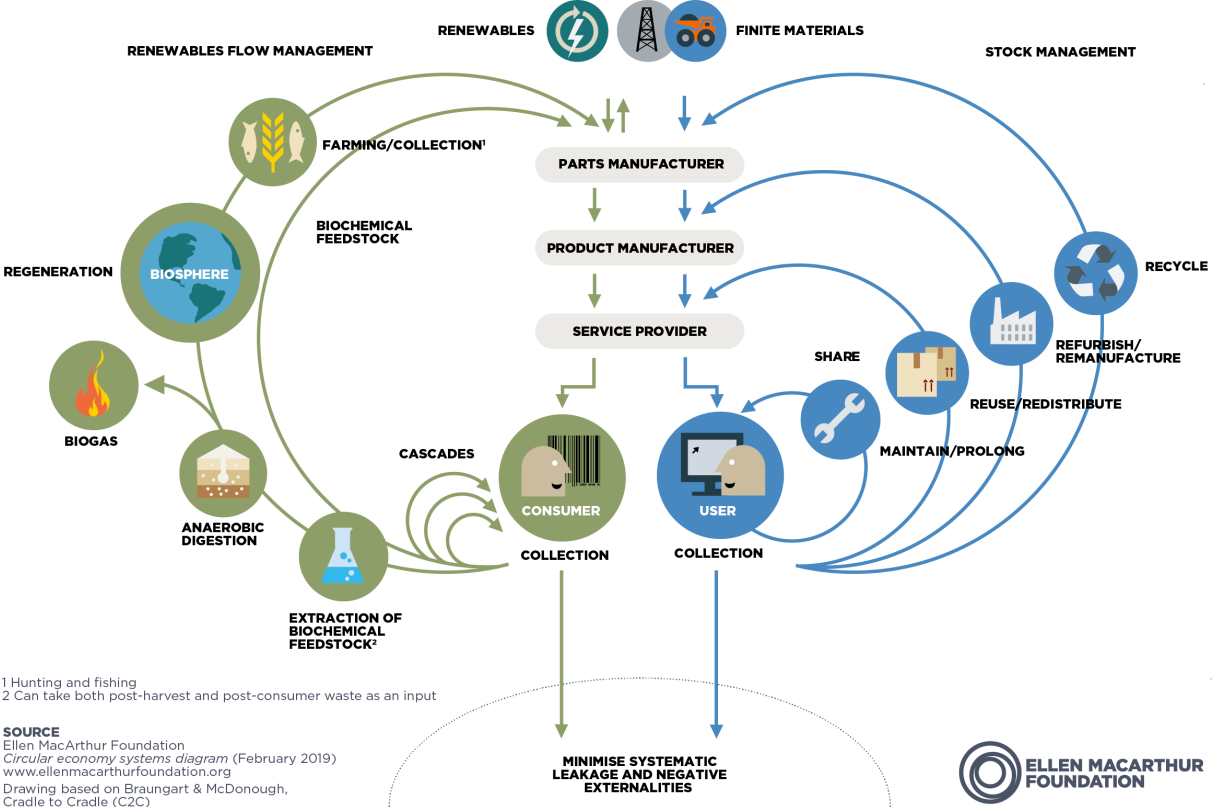 RENEWABLES
FINITE MATERIALS
RENEWABLES FLOW MANAGEMENT
STOCK MANAGEMENT
FARMING/COLLECTION¹
PARTS MANUFACTURER
BIOCHEMICAL
FEEDSTOCK
PRODUCT MANUFACTURER
REGENERATION
BIOSPHERE
RECYCLE
SERVICE PROVIDER
SHARE
REFURBISH/
REMANUFACTURE
REUSE/REDISTRIBUTE
BIOGAS
CASCADES
MAINTAIN/PROLONG
CONSUMER
USER
ANAEROBIC
DIGESTION
COLLECTION
COLLECTION
EXTRACTION OF
BIOCHEMICAL
FEEDSTOCK²
1 Hunting and fishing
2 Can take both post-harvest and post-consumer waste as an input
SOURCE
Ellen MacArthur Foundation
Circular economy systems diagram (February 2019)
www.ellenmacarthurfoundation.org
Drawing based on Braungart & McDonough,
Cradle to Cradle (C2C)
MINIMISE SYSTEMATIC
LEAKAGE AND NEGATIVE
EXTERNALITIES
ELLEN MACARTHUR
FOUNDATION